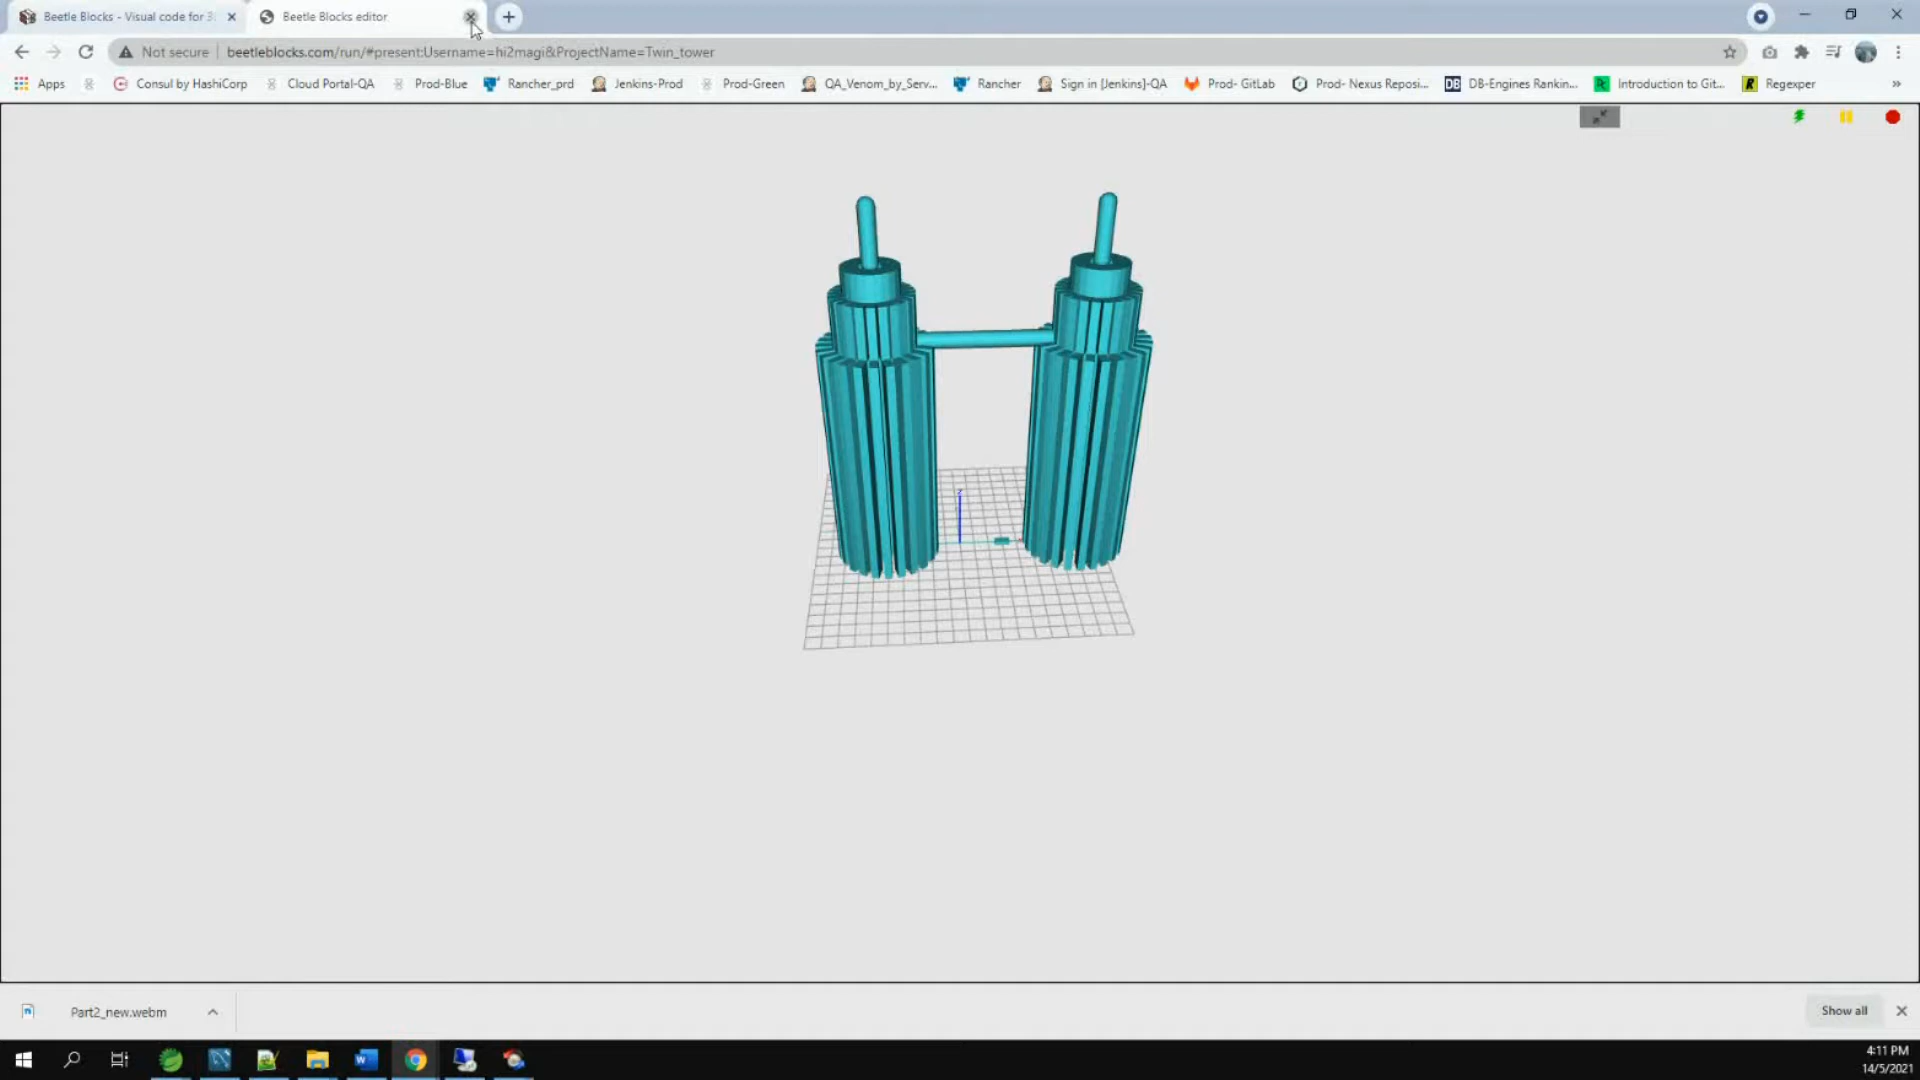 Beetle Blocks - Visual code for 3
Beetle Blocks editor
Not secure
beetleblocks.com/run/#present:Username=hi2magi&ProjectName=Twin_tower
Apps
Consul by HashiCorp
Cloud Portal-QA
Prod-Blue
Rancher_prd
Jenkins-Prod
Prod-Green
QA_Venom_by_Serv...
Rancher
Sign in [Jenkins]-QA
Prod- GitLab
Prod- Nexus Reposi...
DB-Engines Rankin...
Introduction to Git...
Regexper
Z
Part2_new.webm
Show all
4:11 PM
14/5/2021